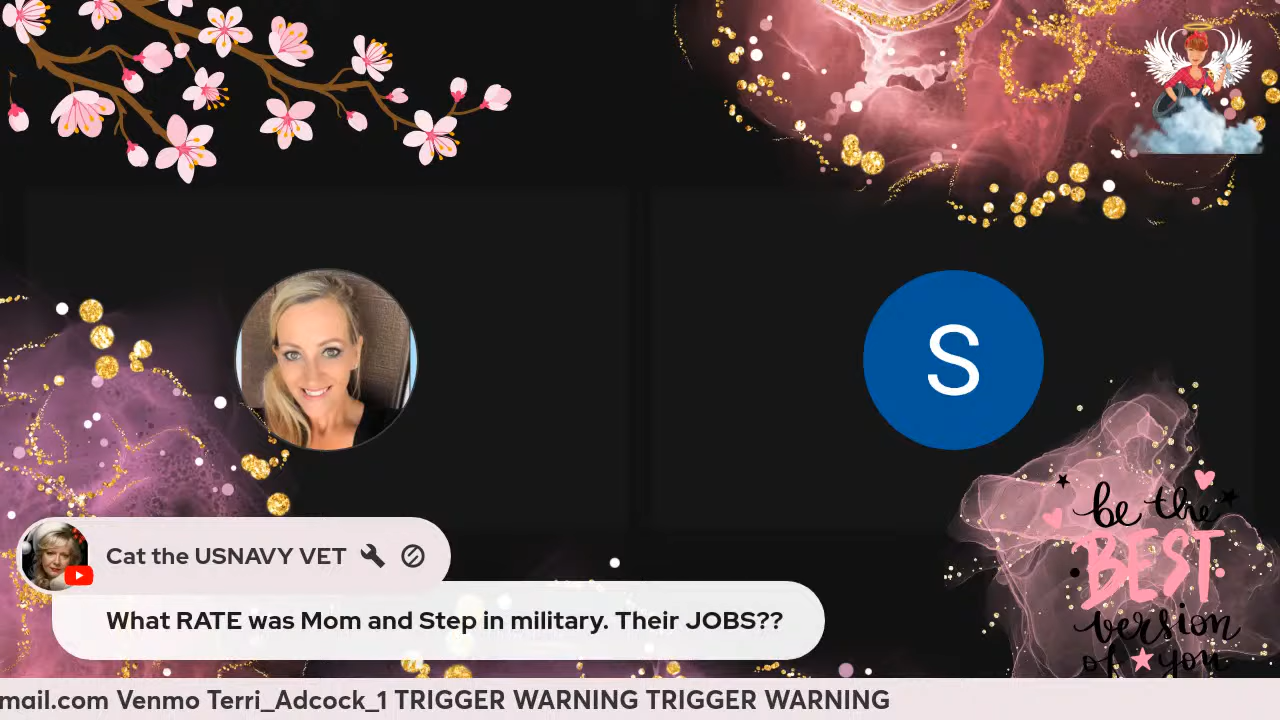 S
be the
BEST
version
of you
Cat the USNAVY VET
What RATE was Mom and Step in military. Their JOBS??
mail.com Venmo Terri_Adcock_1 TRIGGER WARNING TRIGGER WARNING